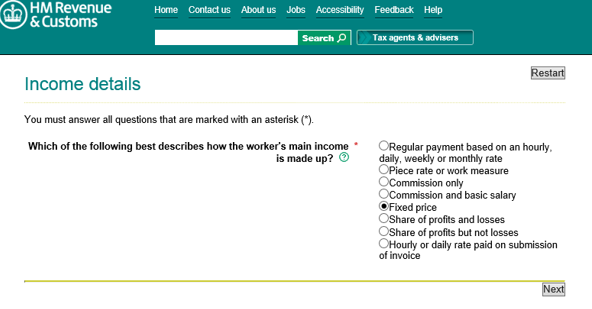 HM Revenue
& Customs
Home Contact us About us Jobs Accessibility Feedback Help
Search
Tax agents & advisers
Restart
Income details
You must answer all questions that are marked with an asterisk (*).
Which of the following best describes how the worker's main income *
is made up? ?
Regular payment based on an hourly,
daily, weekly or monthly rate
Piece rate or work measure
Commission only
Commission and basic salary
Fixed price
Share of profits and losses
Share of profits but not losses
Hourly or daily rate paid on submission
of invoice
Next